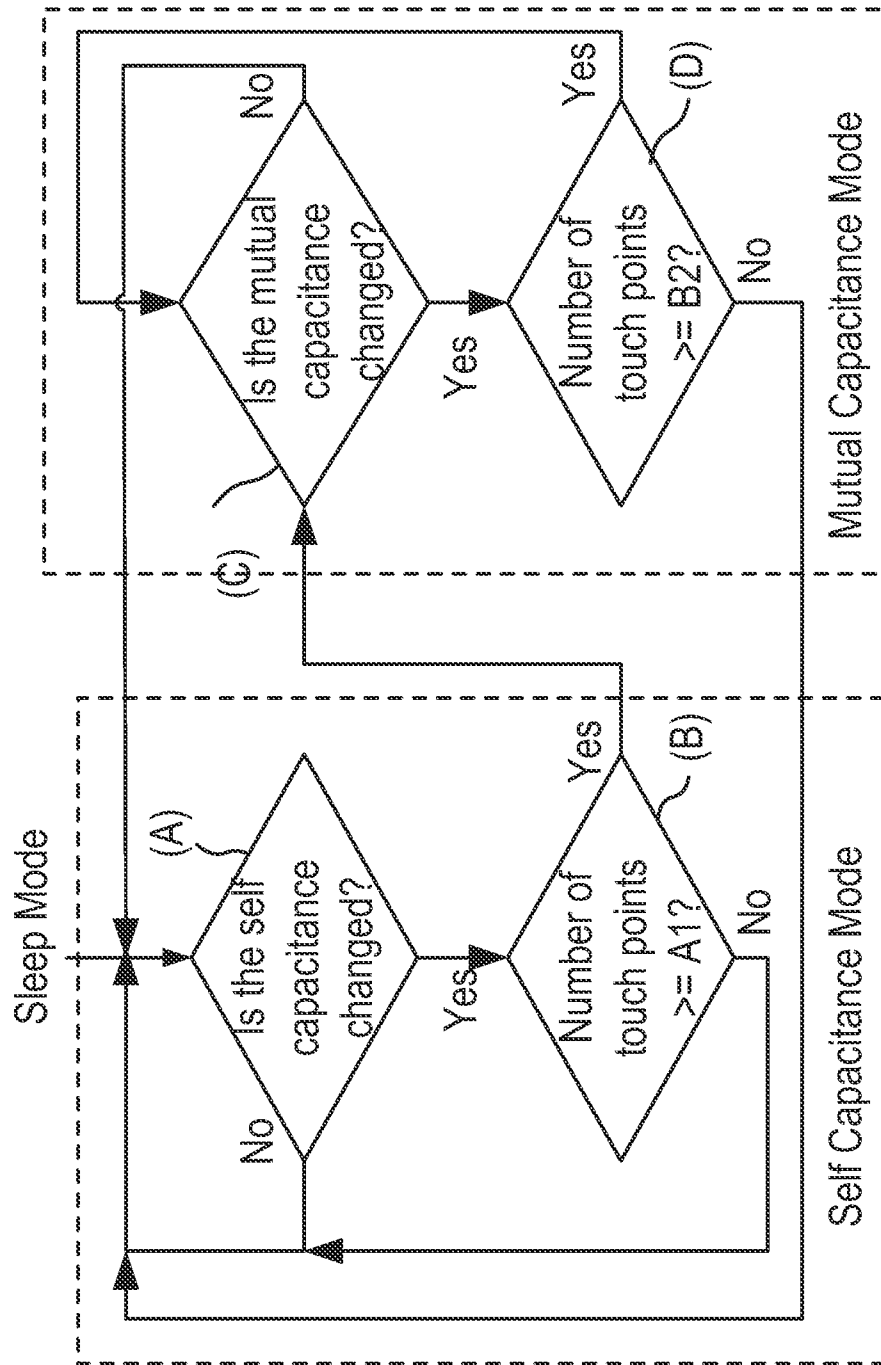 Sleep Mode
(A)
Is the self
capacitance
changed?
No
Yes
Number of
touch points
>= A1?
Yes
(B)
No
Self Capacitance Mode
(C)
Is the mutual
capacitance
changed?
No
Yes
Number of
touch points
>= B2?
Yes
(D)
No
Mutual Capacitance Mode